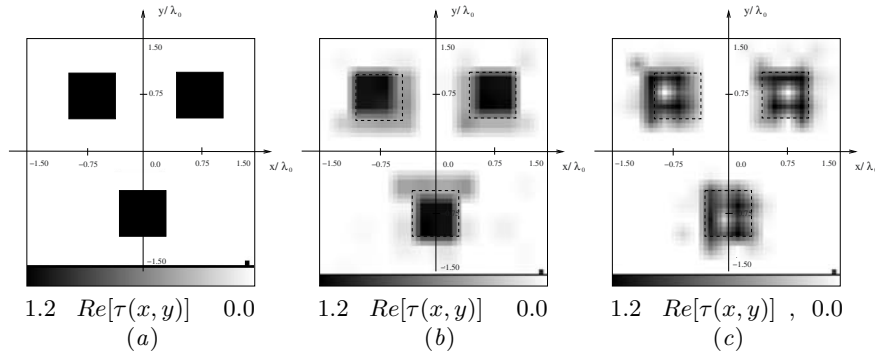 y/ λ₀ y/ λ₀ y/ λ₀
1.50 1.50 1.50
0.75 0.75 0.75
−1.50 −0.75 0.0 0.75 1.50 −1.50 −0.75 0.0 0.75 1.50 −1.50 −0.75 0.0 0.75 1.50
x/ λ₀ x/ λ₀ x/ λ₀
−1.50 −1.50 −1.50
1.2 Re[τ(x, y)] 0.0 1.2 Re[τ(x, y)] 0.0 1.2 Re[τ(x, y)] , 0.0
(a) (b) (c)